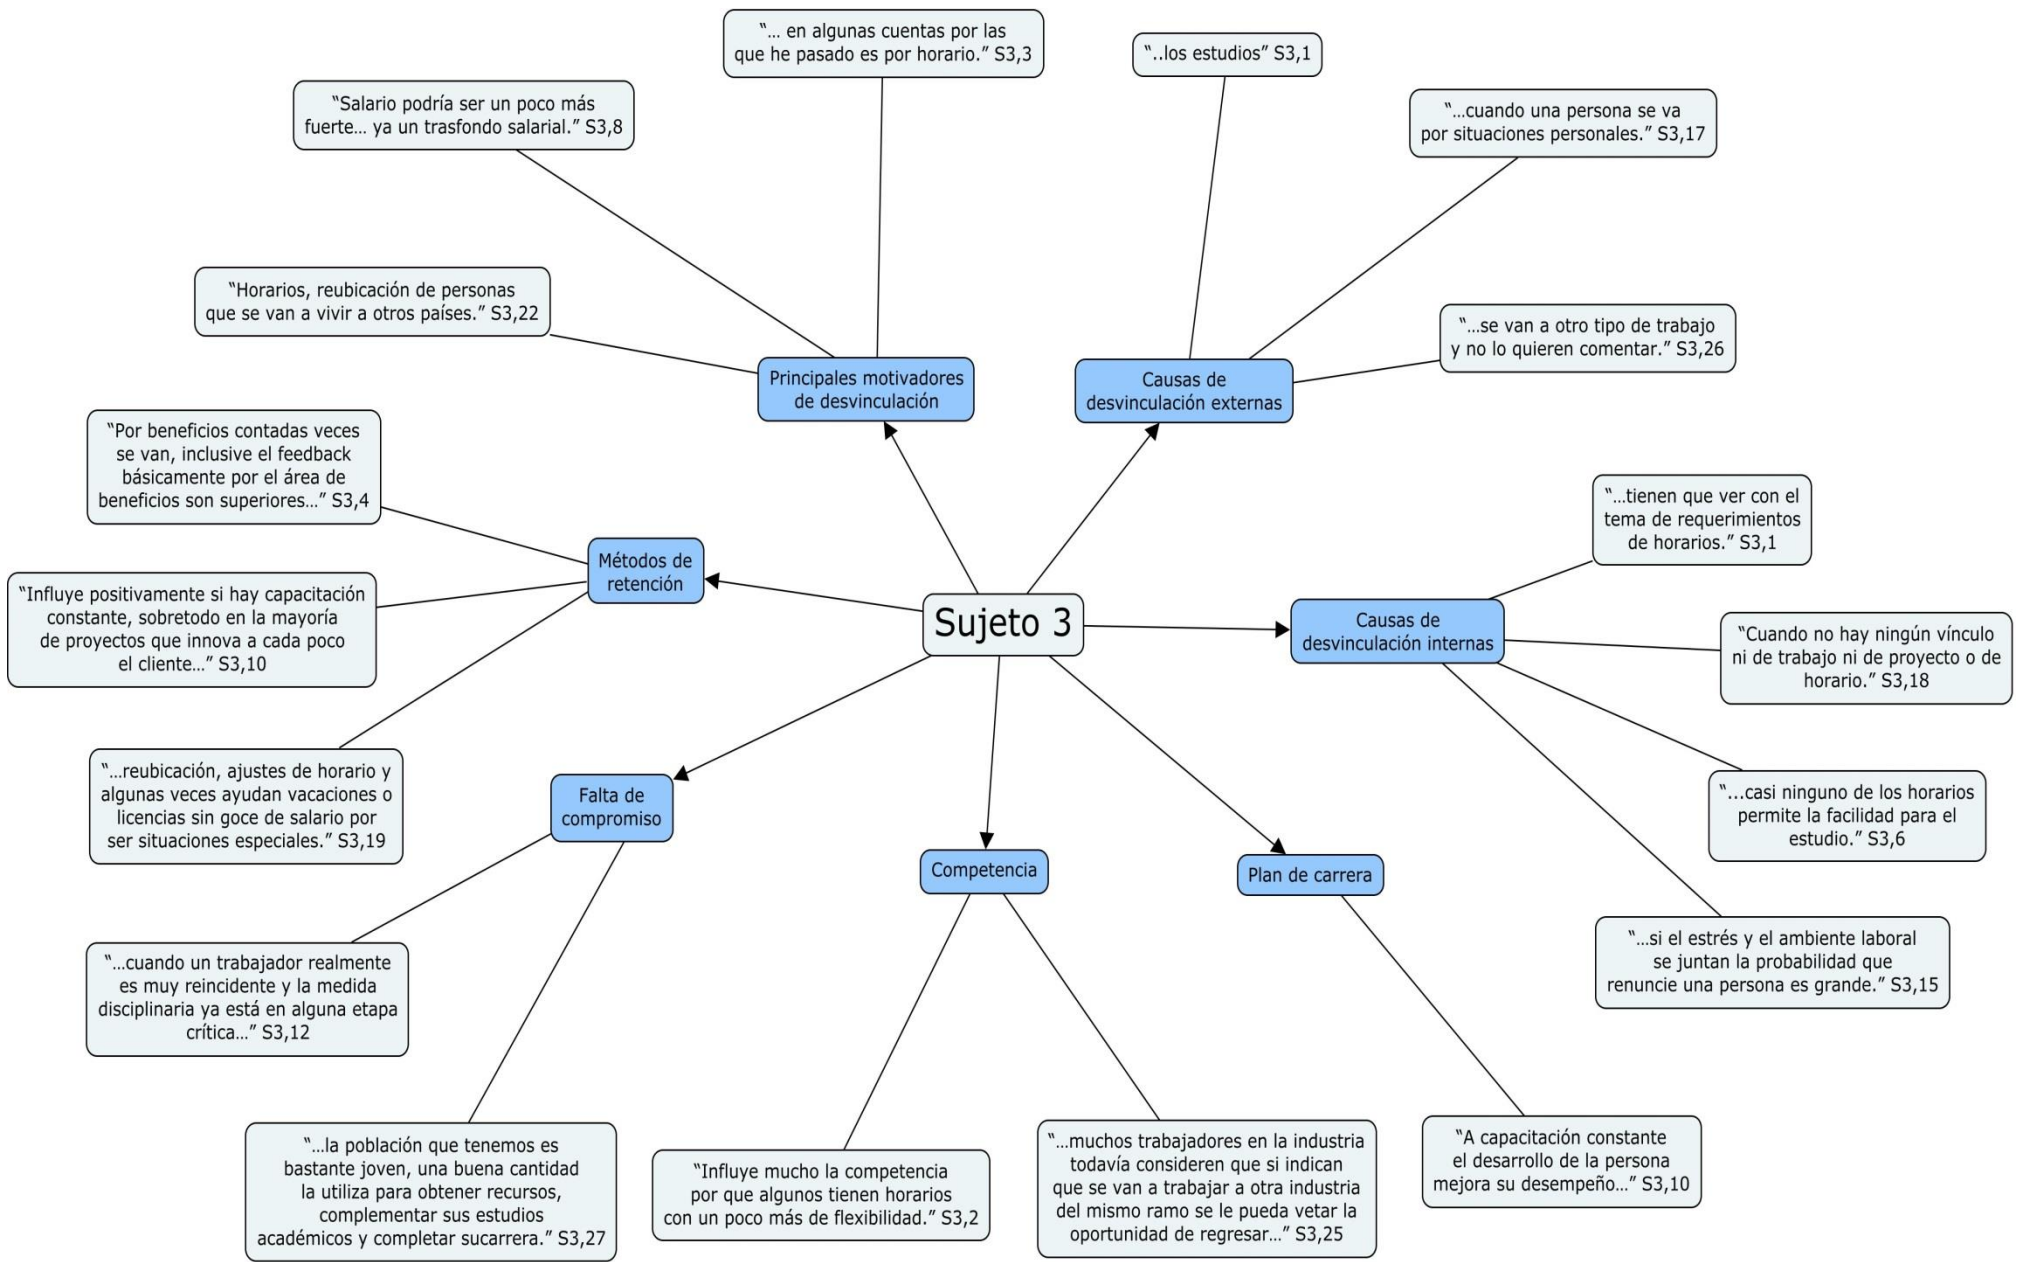 “... en algunas cuentas por las
que he pasado es por horario.” S3,3
“..los estudios” S3,1
“Salario podría ser un poco más
fuerte... ya un trasfondo salarial.” S3,8
“...cuando una persona se va
por situaciones personales.” S3,17
“Horarios, reubicación de personas
que se van a vivir a otros países.” S3,22
“...se van a otro tipo de trabajo
y no lo quieren comentar.” S3,26
Principales motivadores
de desvinculación
Causas de
desvinculación externas
“Por beneficios contadas veces
se van, inclusive el feedback
básicamente por el área de
beneficios son superiores...” S3,4
“...tienen que ver con el
tema de requerimientos
de horarios.” S3,1
Métodos de
retención
“Influye positivamente si hay capacitación
constante, sobretodo en la mayoría
de proyectos que innova a cada poco
el cliente...” S3,10
Sujeto 3
Causas de
desvinculación internas
“Cuando no hay ningún vínculo
ni de trabajo ni de proyecto o de
horario.” S3,18
“...reubicación, ajustes de horario y
algunas veces ayudan vacaciones o
licencias sin goce de salario por
ser situaciones especiales.” S3,19
Falta de
compromiso
“...casi ninguno de los horarios
permite la facilidad para el
estudio.” S3,6
Competencia
Plan de carrera
“...cuando un trabajador realmente
es muy reincidente y la medida
disciplinaria ya está en alguna etapa
crítica...” S3,12
“...si el estrés y el ambiente laboral
se juntan la probabilidad que
renuncie una persona es grande.” S3,15
“...la población que tenemos es
bastante joven, una buena cantidad
la utiliza para obtener recursos,
complementar sus estudios
académicos y completar sucarrera.” S3,27
“Influye mucho la competencia
por que algunos tienen horarios
con un poco más de flexibilidad.” S3,2
“...muchos trabajadores en la industria
todavía consideren que si indican
que se van a trabajar a otra industria
del mismo ramo se le pueda vetar la
oportunidad de regresar...” S3,25
“A capacitación constante
el desarrollo de la persona
mejora su desempeño...” S3,10